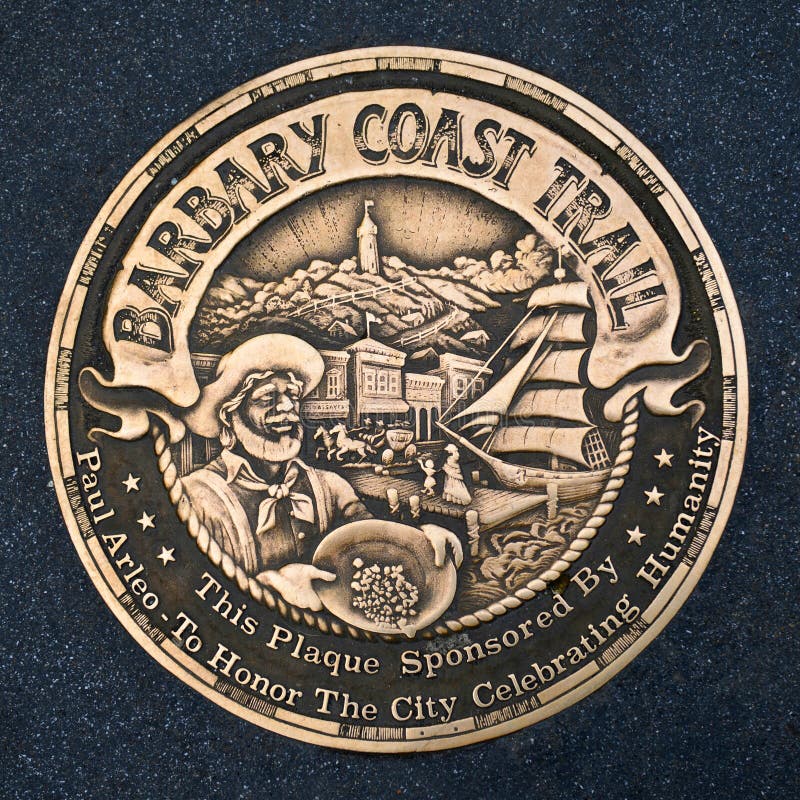 BARBARY COAST TRAIL
This Plaque Sponsored By
Paul Arleo - To Honor The City Celebrating Humanity